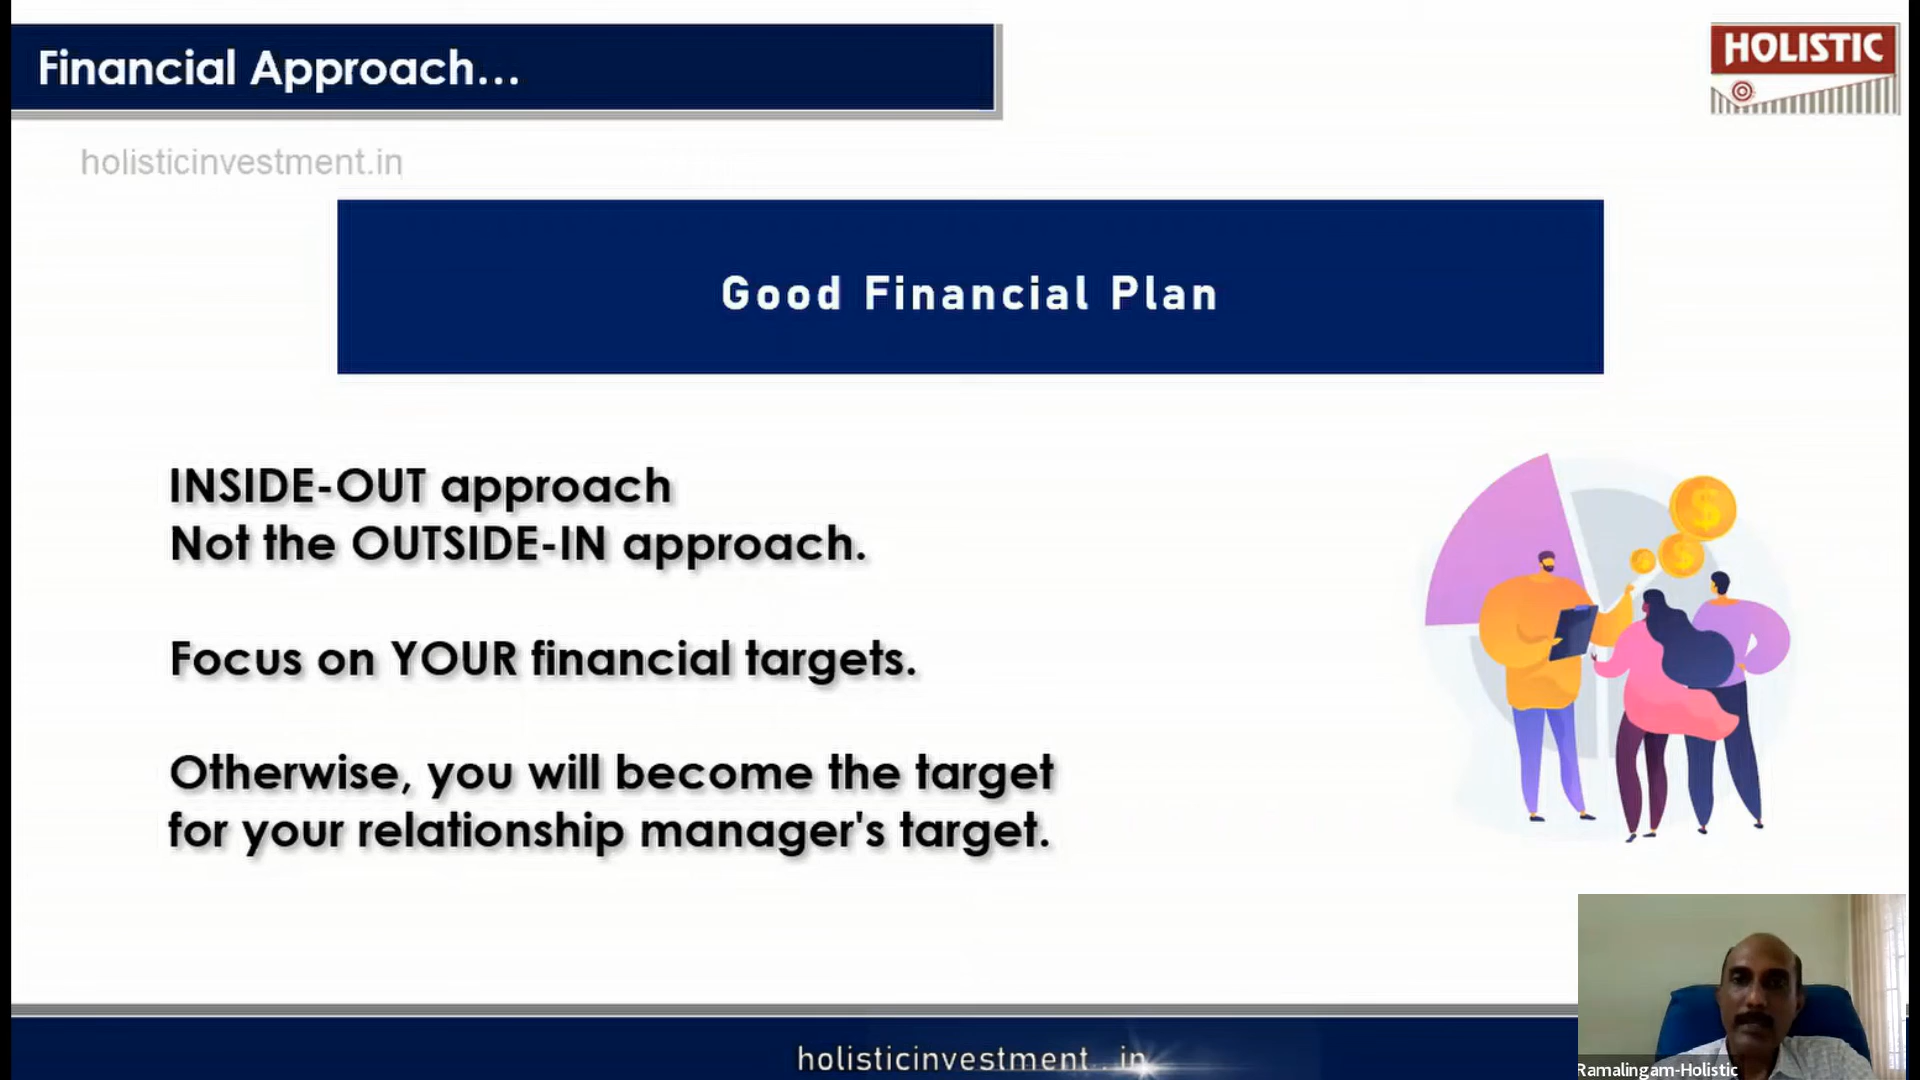 Financial Approach...
HOLISTIC
holisticinvestment.in
Good Financial Plan
INSIDE-OUT approach
Not the OUTSIDE-IN approach.
Focus on YOUR financial targets.
Otherwise, you will become the target
for your relationship manager's target.
holisticinvestment . in
Ramalingam-Holistic